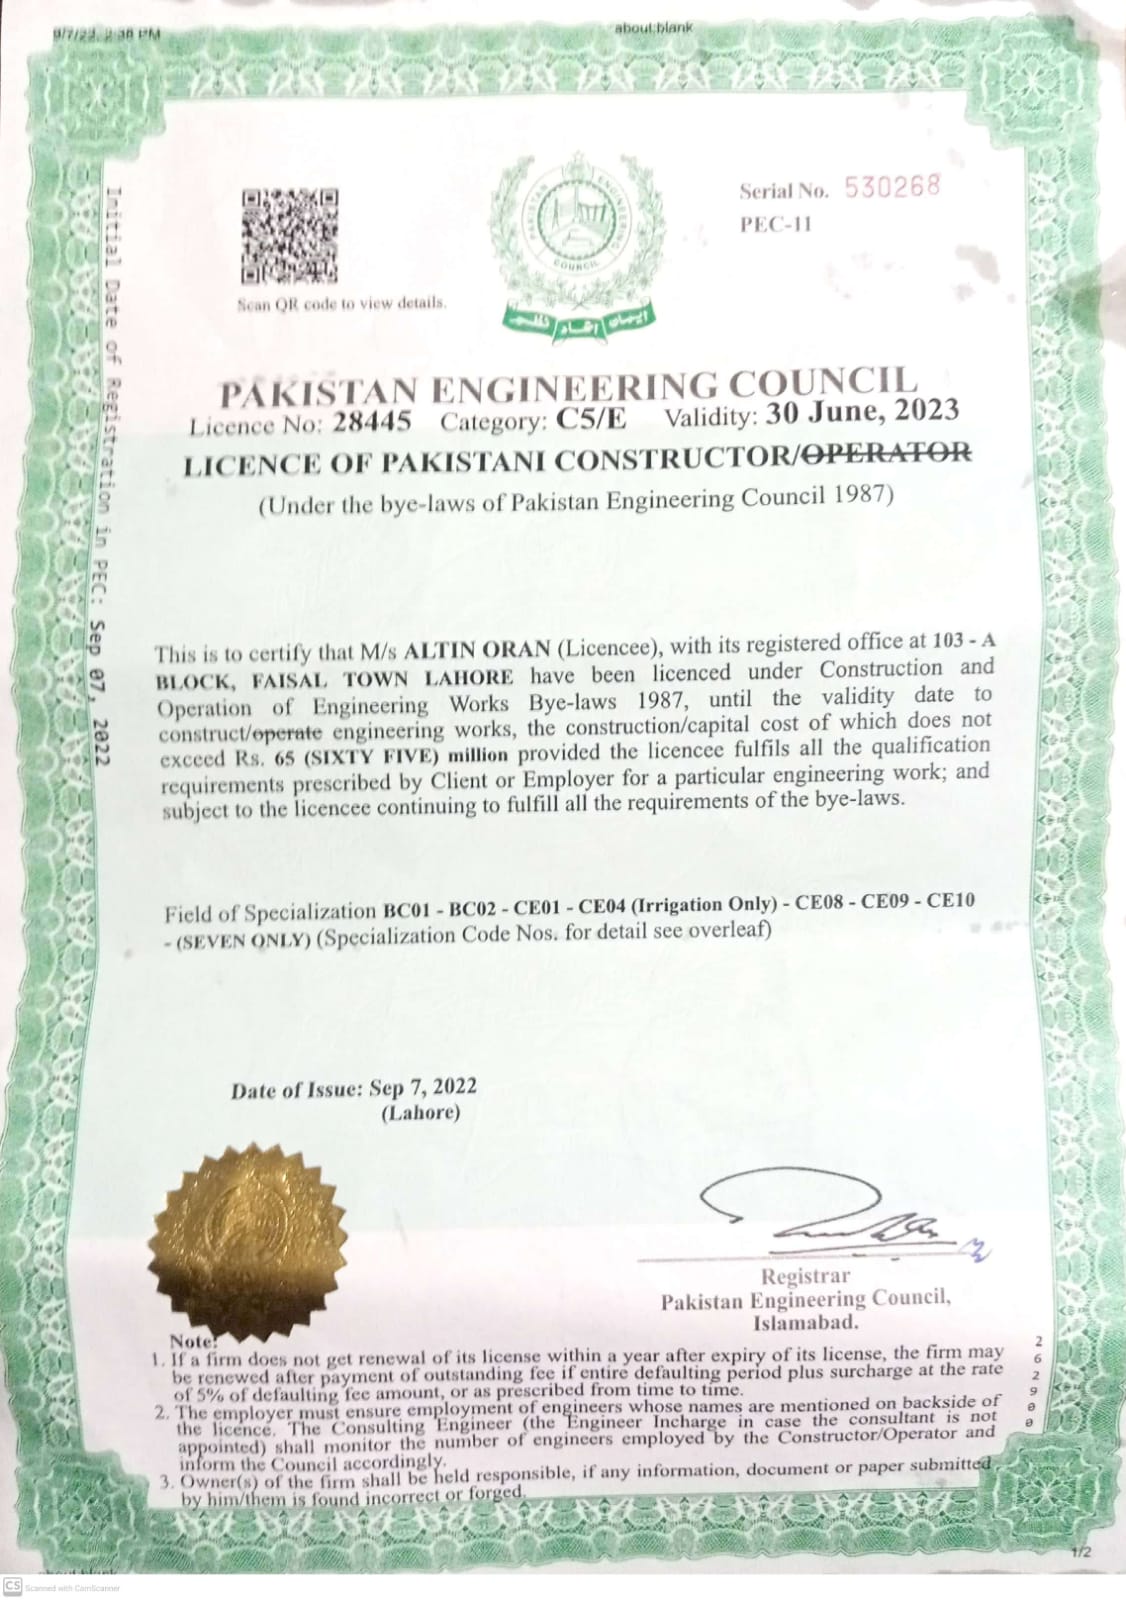 9/7/22, 2:38 PM
about:blank
Serial No. 530268
PEC-11
PAKISTAN ENGINEERING COUNCIL
Scan QR code to view details.
ایمان اتحاد تنظیم
Initial Date of Registration in PEC: Sep 07, 2022
PAKISTAN ENGINEERING COUNCIL
Licence No: 28445 Category: C5/E Validity: 30 June, 2023
LICENCE OF PAKISTANI CONSTRUCTOR/OPERATOR
(Under the bye-laws of Pakistan Engineering Council 1987)
This is to certify that M/s ALTIN ORAN (Licencee), with its registered office at 103 - A
BLOCK, FAISAL TOWN LAHORE have been licenced under Construction and
Operation of Engineering Works Bye-laws 1987, until the validity date to
construct/operate engineering works, the construction/capital cost of which does not
exceed Rs. 65 (SIXTY FIVE) million provided the licencee fulfils all the qualification
requirements prescribed by Client or Employer for a particular engineering work; and
subject to the licencee continuing to fulfill all the requirements of the bye-laws.
Field of Specialization BC01 - BC02 - CE01 - CE04 (Irrigation Only) - CE08 - CE09 - CE10
- (SEVEN ONLY) (Specialization Code Nos. for detail see overleaf)
Date of Issue: Sep 7, 2022
(Lahore)
Registrar
Pakistan Engineering Council,
Islamabad.
Note:
1. If a firm does not get renewal of its license within a year after expiry of its license, the firm may
be renewed after payment of outstanding fee if entire defaulting period plus surcharge at the rate
of 5% of defaulting fee amount, or as prescribed from time to time.
2. The employer must ensure employment of engineers whose names are mentioned on backside of
the licence. The Consulting Engineer (the Engineer Incharge in case the consultant is not
appointed) shall monitor the number of engineers employed by the Constructor/Operator and
inform the Council accordingly.
3. Owner(s) of the firm shall be held responsible, if any information, document or paper submitted
by him/them is found incorrect or forged.
262900
1/2
about:blank
CS Scanned with CamScanner